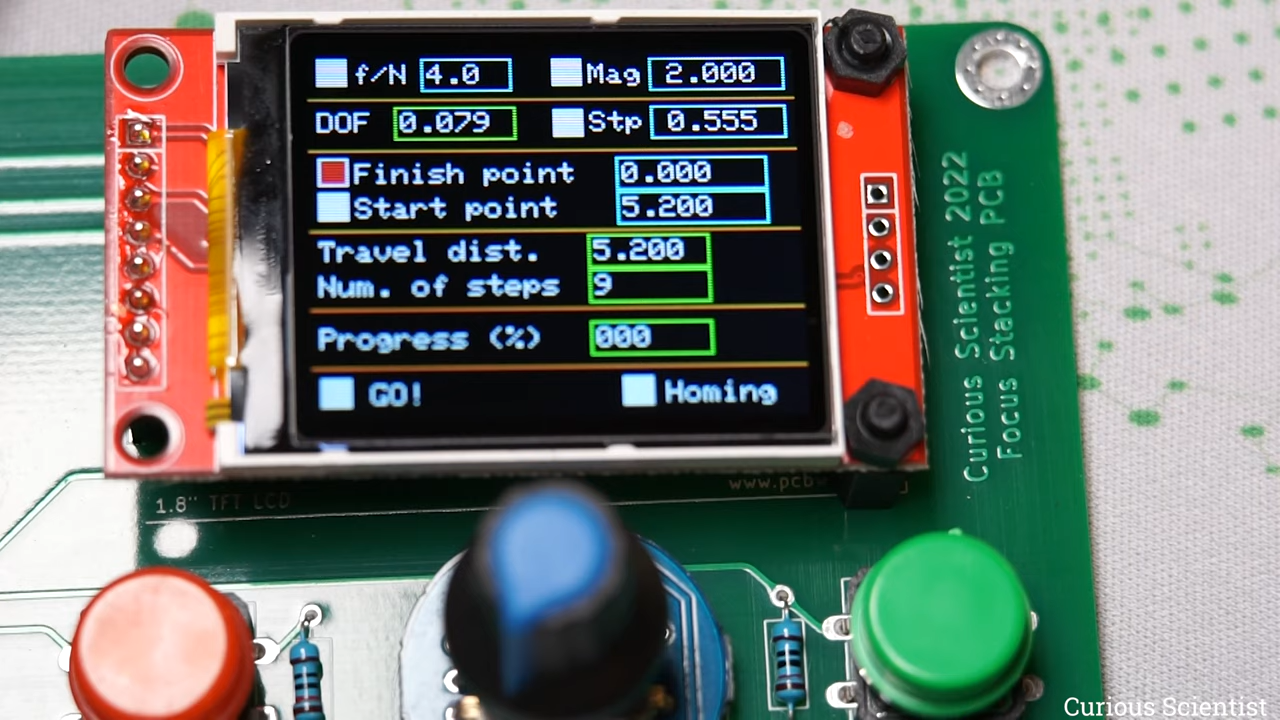 f/N 4.0 Mag 2.000
DOF 0.079 Stp 0.555
Finish point 0.000
Start point 5.200
Travel dist. 5.200
Num. of steps 9
Progress (%) 000
GO! Homing
1.8" TFT LCD
www.pcbw
Curious Scientist 2022
Focus Stacking PCB
Curious Scientist